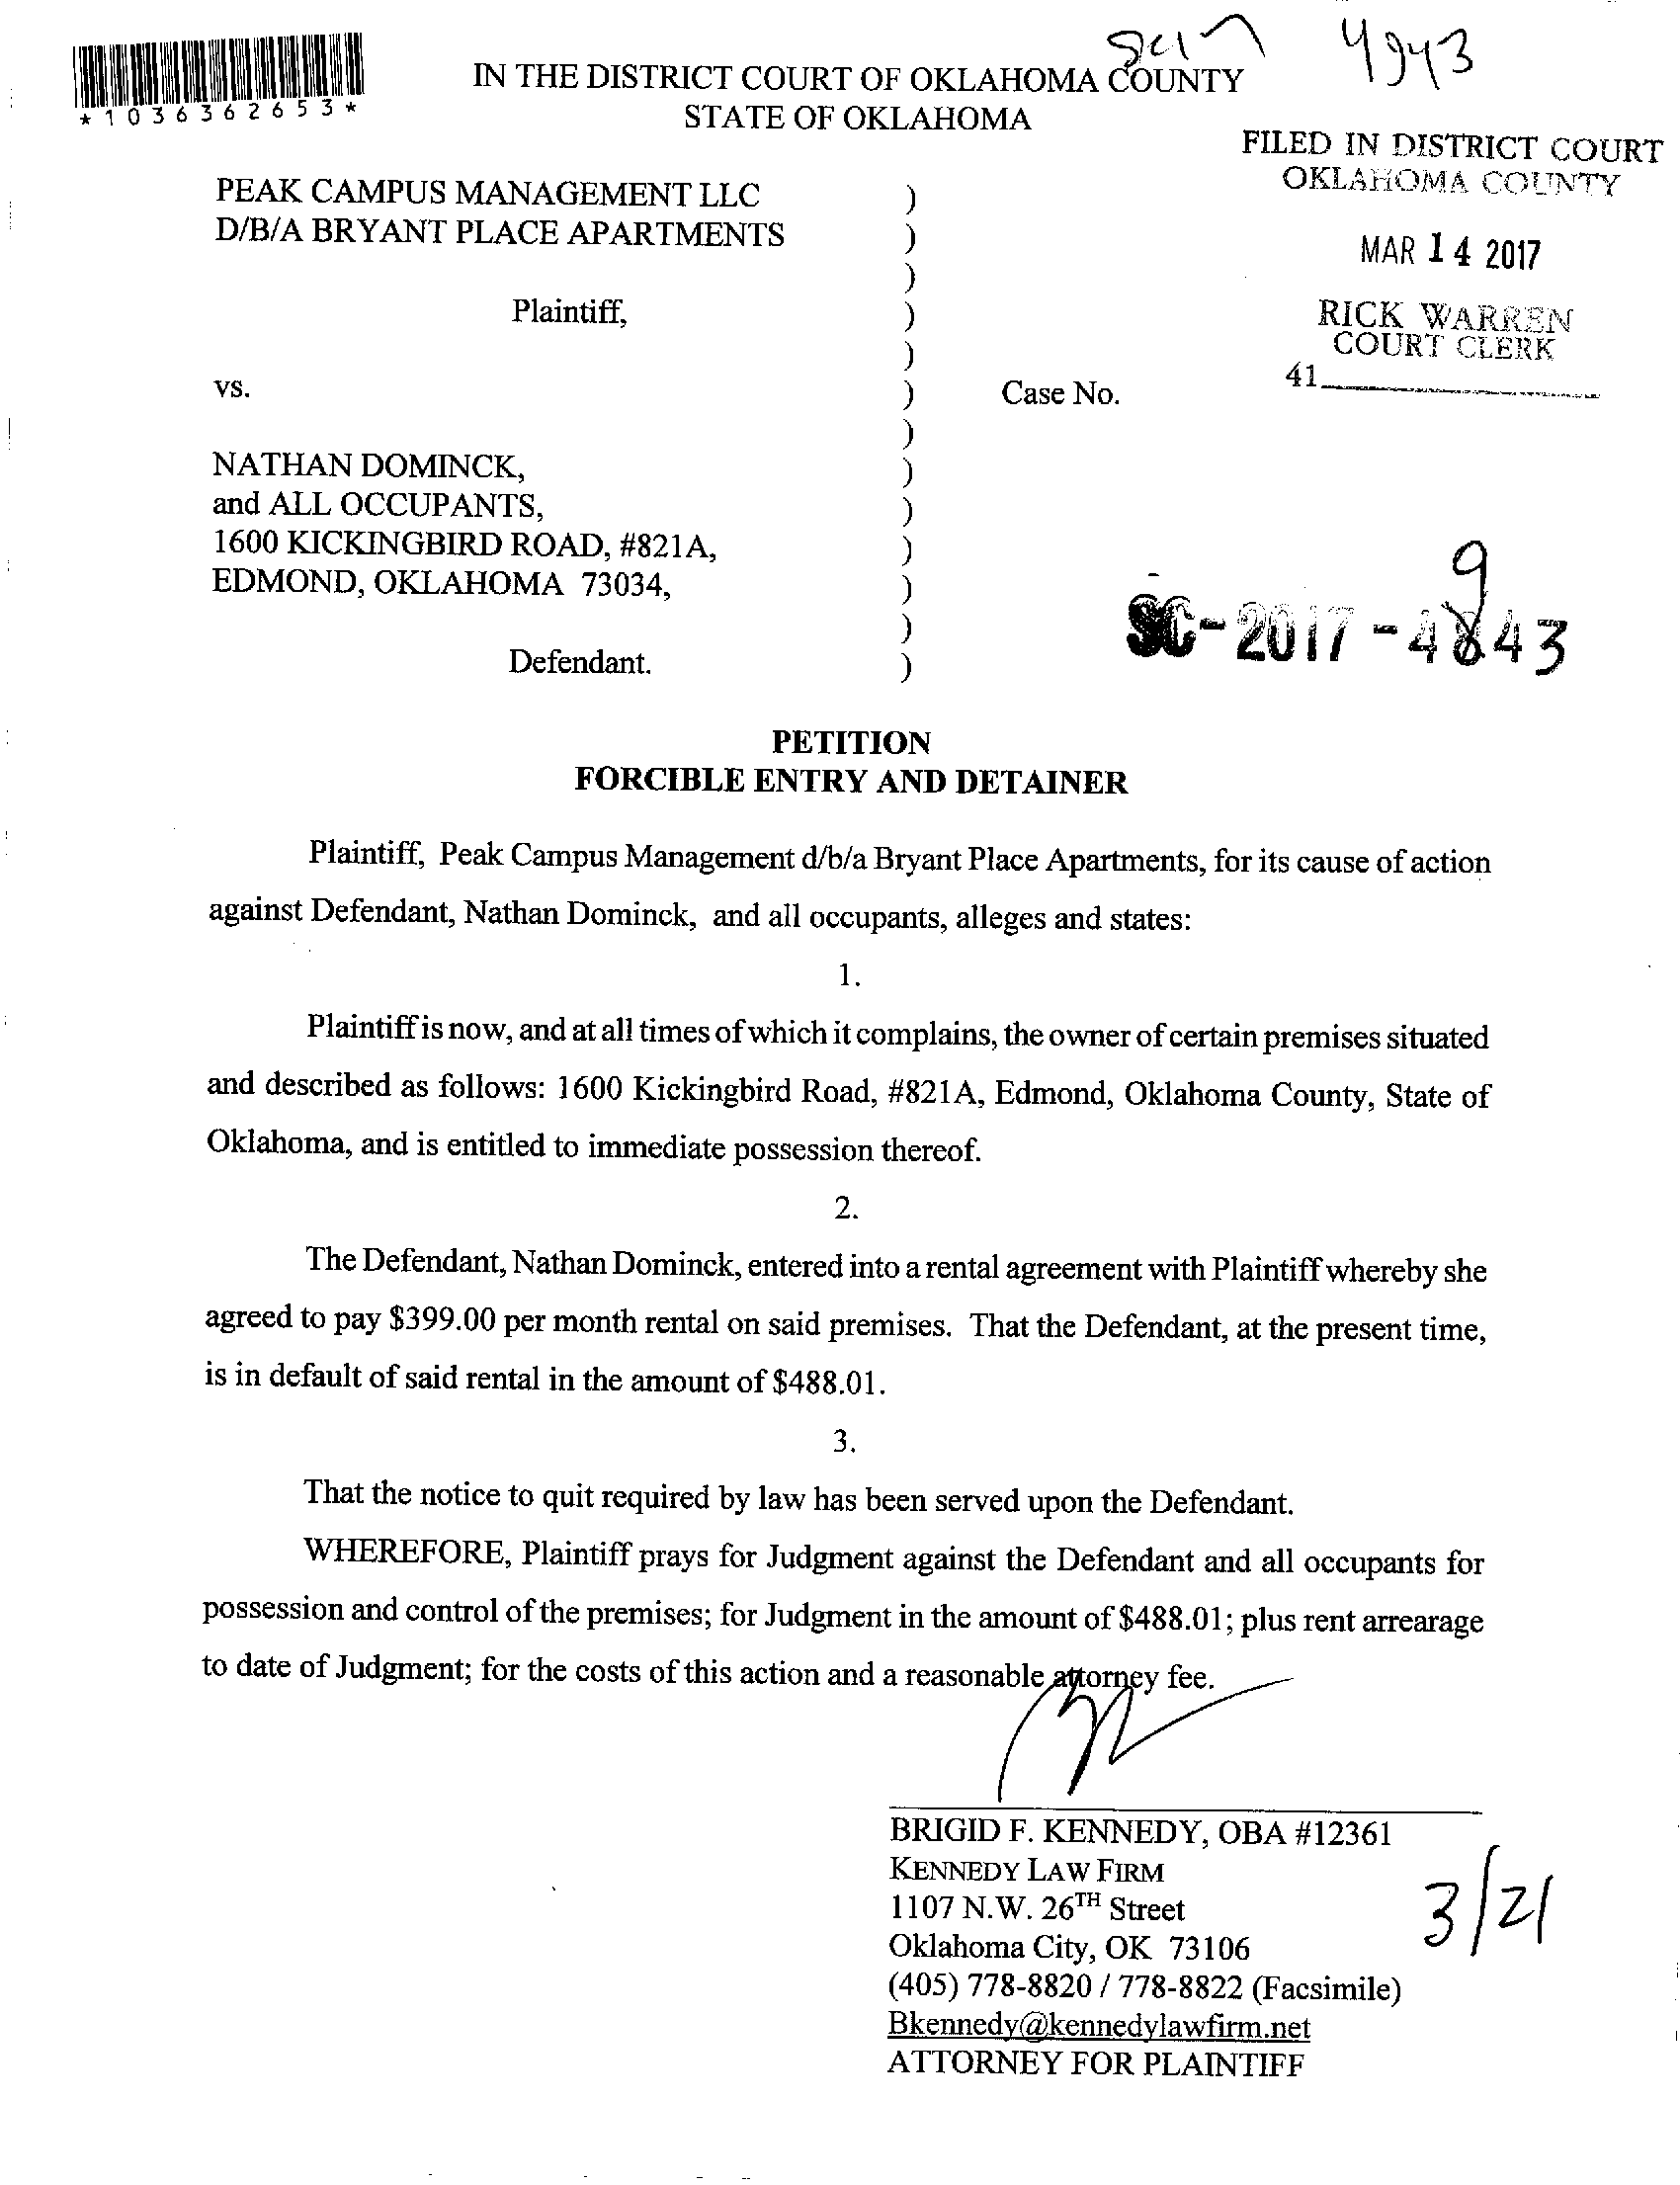 4943
IN THE DISTRICT COURT OF OKLAHOMA COUNTY
STATE OF OKLAHOMA
*1036362653*
FILED IN DISTRICT COURT
OKLAHOMA COUNTY
MAR 14 2017
RICK WARREN
COURT CLERK
41
PEAK CAMPUS MANAGEMENT LLC )
D/B/A BRYANT PLACE APARTMENTS )
)
Plaintiff, )
)
vs. ) Case No.
)
NATHAN DOMINCK, )
and ALL OCCUPANTS, )
1600 KICKINGBIRD ROAD, #821A, )
EDMOND, OKLAHOMA 73034, )
)
Defendant. )
9
SC-2017-4843
PETITION
FORCIBLE ENTRY AND DETAINER
Plaintiff, Peak Campus Management d/b/a Bryant Place Apartments, for its cause of action
against Defendant, Nathan Dominck, and all occupants, alleges and states:
1.
Plaintiff is now, and at all times of which it complains, the owner of certain premises situated
and described as follows: 1600 Kickingbird Road, #821A, Edmond, Oklahoma County, State of
Oklahoma, and is entitled to immediate possession thereof.
2.
The Defendant, Nathan Dominck, entered into a rental agreement with Plaintiff whereby she
agreed to pay $399.00 per month rental on said premises. That the Defendant, at the present time,
is in default of said rental in the amount of $488.01.
3.
That the notice to quit required by law has been served upon the Defendant.
WHEREFORE, Plaintiff prays for Judgment against the Defendant and all occupants for
possession and control of the premises; for Judgment in the amount of $488.01; plus rent arrearage
to date of Judgment; for the costs of this action and a reasonable attorney fee.
BRIGID F. KENNEDY, OBA #12361
KENNEDY LAW FIRM
1107 N.W. 26TH Street
Oklahoma City, OK 73106
(405) 778-8820 / 778-8822 (Facsimile)
Bkennedy@kennedylawfirm.net
ATTORNEY FOR PLAINTIFF
3/21